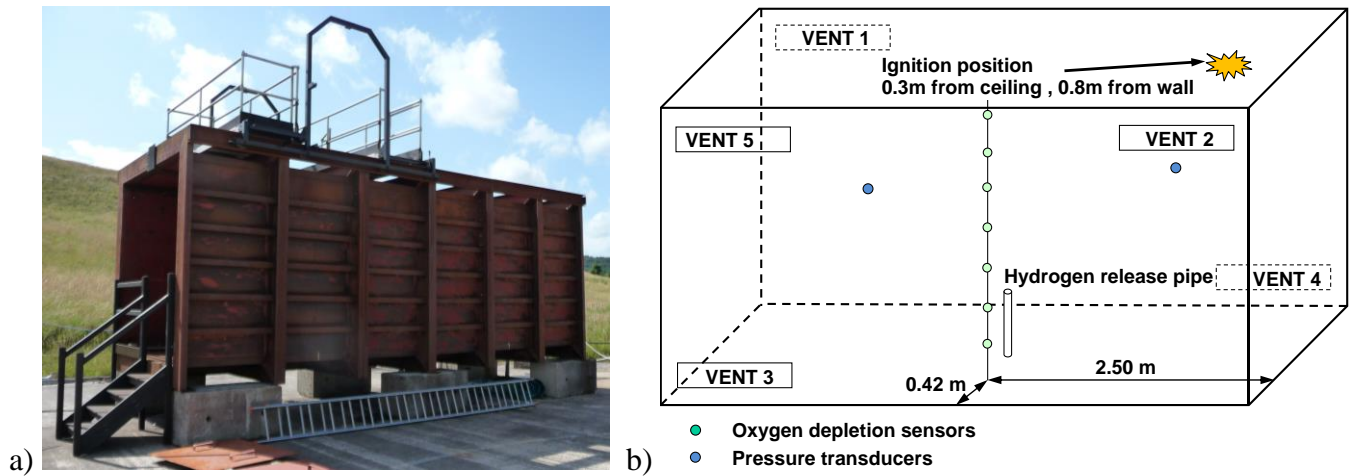 VENT 1
Ignition position
0.3m from ceiling , 0.8m from wall
VENT 5
VENT 2
Hydrogen release pipe
VENT 4
VENT 3
2.50 m
0.42 m
a)
b)
Oxygen depletion sensors
Pressure transducers